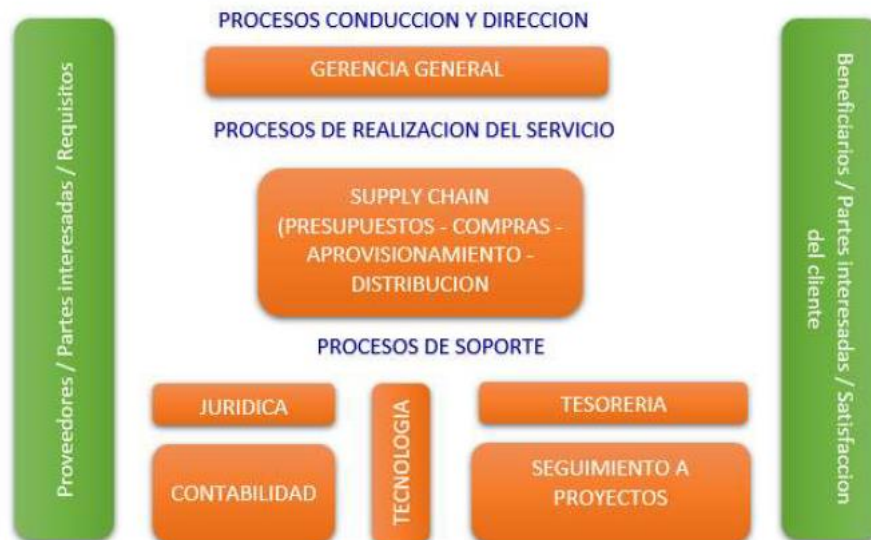 PROCESOS CONDUCCION Y DIRECCION
GERENCIA GENERAL
PROCESOS DE REALIZACION DEL SERVICIO
SUPPLY CHAIN
(PRESUPUESTOS - COMPRAS -
APROVISIONAMIENTO -
DISTRIBUCION
PROCESOS DE SOPORTE
JURIDICA
CONTABILIDAD
TECNOLOGIA
TESORERIA
SEGUIMIENTO A
PROYECTOS
Proveedores / Partes interesadas / Requisitos
Beneficiarios / Partes interesadas / Satisfaccion
del cliente